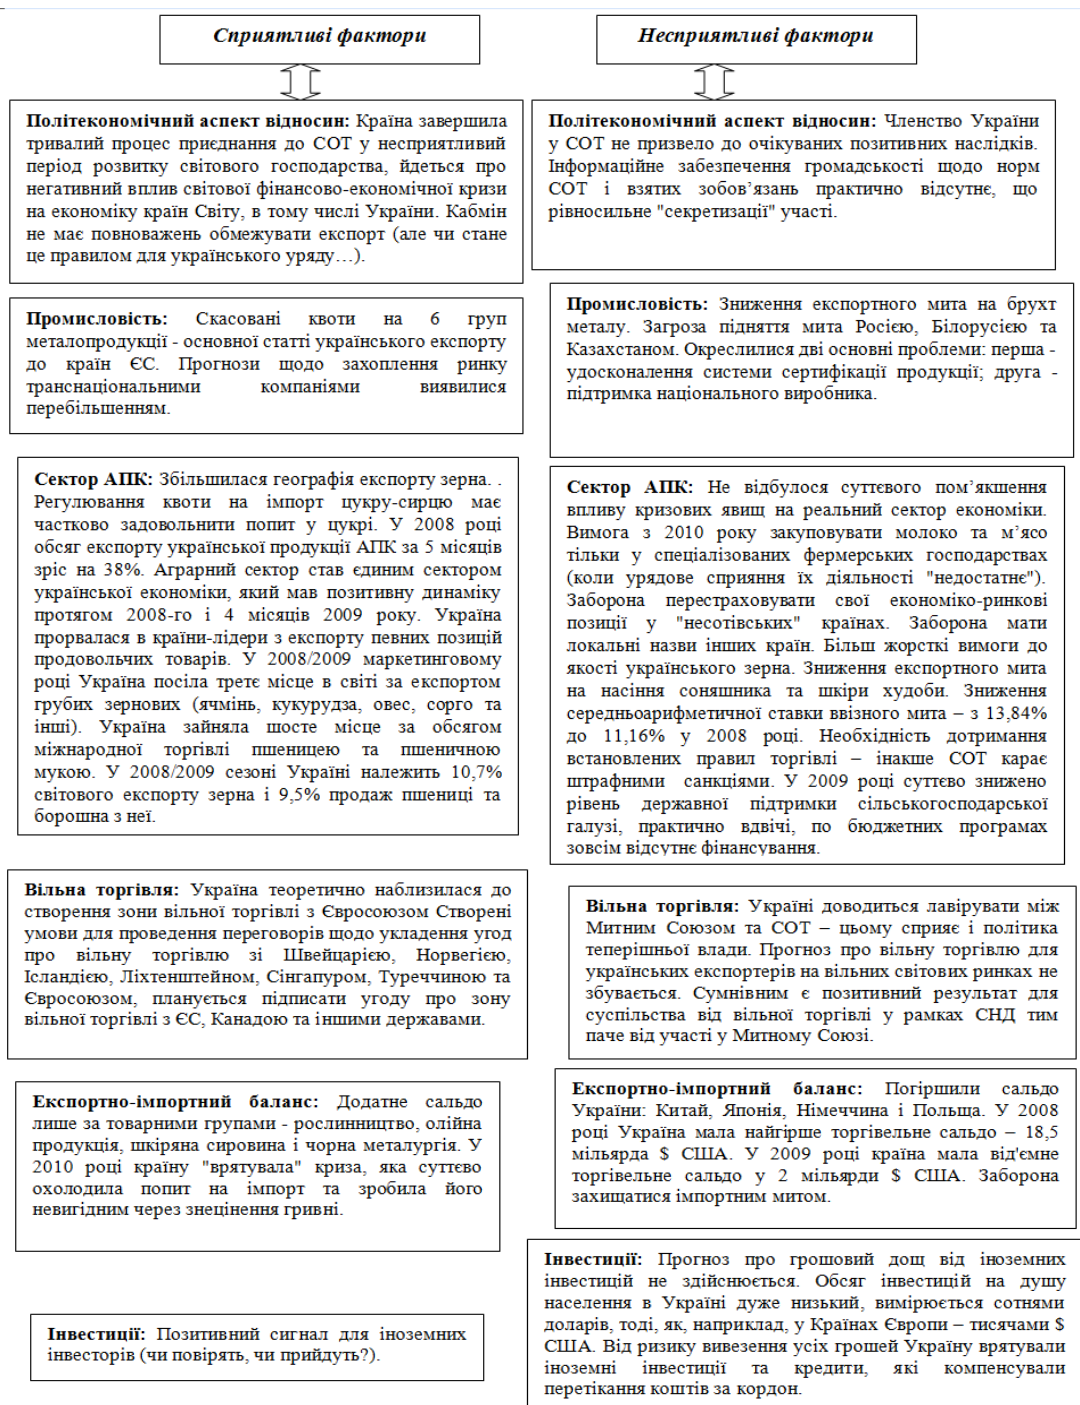 Сприятливі фактори
Несприятливі фактори
Політекономічний аспект відносин: Країна завершила
тривалий процес приєднання до СОТ у несприятливий
період розвитку світового господарства, йдеться про
негативний вплив світової фінансово-економічної кризи
на економіку країн Світу, в тому числі України. Кабмін
не має повноважень обмежувати експорт (але чи стане
це правилом для українського уряду…).
Політекономічний аспект відносин: Членство України
у СОТ не призвело до очікуваних позитивних наслідків.
Інформаційне забезпечення громадськості щодо норм
СОТ і взятих зобов’язань практично відсутнє, що
рівносильне "секретизації" участі.
Промисловість: Скасовані квоти на 6 груп
металопродукції - основної статті українського експорту
до країн ЄС. Прогнози щодо захоплення ринку
транснаціональними компаніями виявилися
перебільшенням.
Промисловість: Зниження експортного мита на брухт
металу. Загроза підняття мита Росією, Білорусією та
Казахстаном. Окреслилися дві основні проблеми: перша -
удосконалення системи сертифікації продукції; друга -
підтримка національного виробника.
Сектор АПК: Збільшилася географія експорту зерна. .
Регулювання квоти на імпорт цукру-сирцю має
частково задовольнити попит у цукрі. У 2008 році
обсяг експорту української продукції АПК за 5 місяців
зріс на 38%. Аграрний сектор став єдиним сектором
української економіки, який мав позитивну динаміку
протягом 2008-го і 4 місяців 2009 року. Україна
прорвалася в країни-лідери з експорту певних позицій
продовольчих товарів. У 2008/2009 маркетинговому
році Україна посіла третє місце в світі за експортом
грубих зернових (ячмінь, кукурудза, овес, сорго та
інші). Україна зайняла шосте місце за обсягом
міжнародної торгівлі пшеницею та пшеничною
мукою. У 2008/2009 сезоні Україні належить 10,7%
світового експорту зерна і 9,5% продаж пшениці та
борошна з неї.
Сектор АПК: Не відбулося суттєвого пом’якшення
впливу кризових явищ на реальний сектор економіки.
Вимога з 2010 року закуповувати молоко та м’ясо
тільки у спеціалізованих фермерських господарствах
(коли урядове сприяння їх діяльності "недостатнє").
Заборона перестраховувати свої економіко-ринкові
позиції у "несотівських" країнах. Заборона мати
локальні назви інших країн. Більш жорсткі вимоги до
якості українського зерна. Зниження експортного мита
на насіння соняшника та шкіри худоби. Зниження
середньоарифметичної ставки ввізного мита – з 13,84%
до 11,16% у 2008 році. Необхідність дотримання
встановлених правил торгівлі – інакше СОТ карає
штрафними санкціями. У 2009 році суттєво знижено
рівень державної підтримки сільськогосподарської
галузі, практично вдвічі, по бюджетних програмах
зовсім відсутнє фінансування.
Вільна торгівля: Україна теоретично наблизилася до
створення зони вільної торгівлі з Євросоюзом Створені
умови для проведення переговорів щодо укладення угод
про вільну торгівлю зі Швейцарією, Норвегією,
Ісландією, Ліхтенштейном, Сінгапуром, Туреччиною та
Євросоюзом, планується підписати угоду про зону
вільної торгівлі з ЄС, Канадою та іншими державами.
Вільна торгівля: Україні доводиться лавірувати між
Митним Союзом та СОТ – цьому сприяє і політика
теперішньої влади. Прогноз про вільну торгівлю для
українських експортерів на вільних світових ринках не
збувається. Сумнівним є позитивний результат для
суспільства від вільної торгівлі у рамках СНД тим
паче від участі у Митному Союзі.
Експортно-імпортний баланс: Додатне сальдо
лише за товарними групами - рослинництво, олійна
продукція, шкіряна сировина і чорна металургія. У
2010 році країну "врятувала" криза, яка суттєво
охолодила попит на імпорт та зробила його
невигідним через знецінення гривні.
Експортно-імпортний баланс: Погіршили сальдо
України: Китай, Японія, Німеччина і Польща. У 2008
році Україна мала найгірше торгівельне сальдо – 18,5
мільярда $ США. У 2009 році країна мала від'ємне
торгівельне сальдо у 2 мільярди $ США. Заборона
захищатися імпортним митом.
Інвестиції: Позитивний сигнал для іноземних
інвесторів (чи повірять, чи прийдуть?).
Інвестиції: Прогноз про грошовий дощ від іноземних
інвестицій не здійснюється. Обсяг інвестицій на душу
населення в Україні дуже низький, вимірюється сотнями
доларів, тоді, як, наприклад, у Країнах Європи – тисячами $
США. Від ризику вивезення усіх грошей Україну врятували
іноземні інвестиції та кредити, які компенсували
перетікання коштів за кордон.